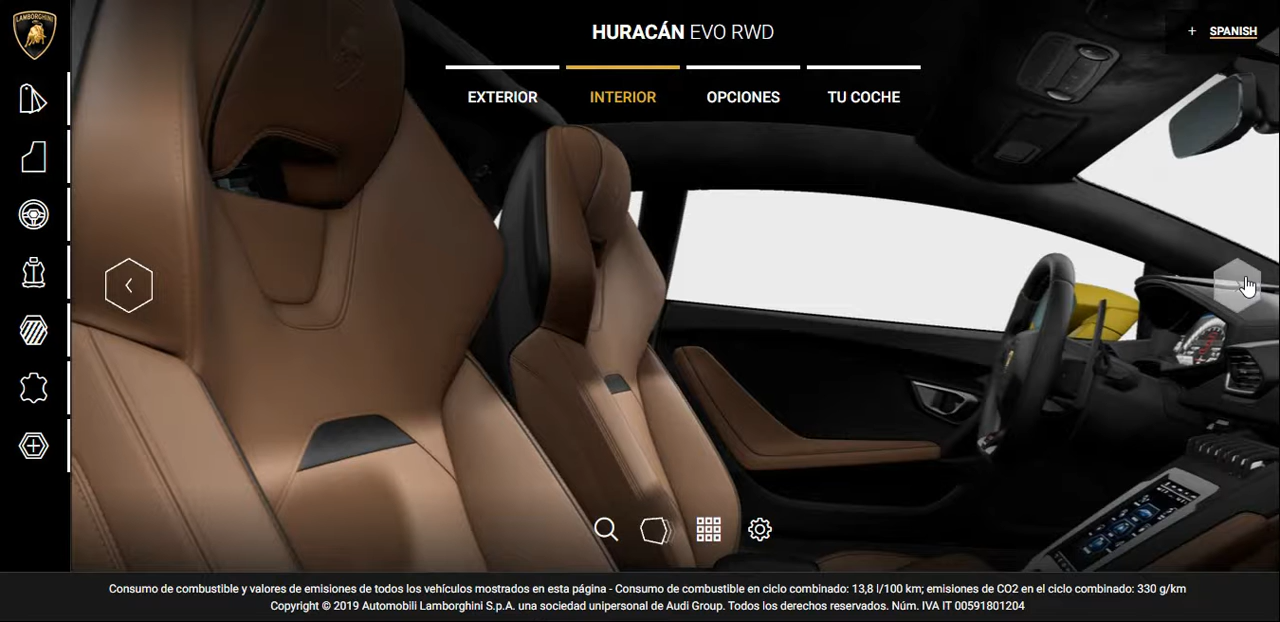 LAMBORGHINI
HURACÁN EVO RWD
+ SPANISH
EXTERIOR
INTERIOR
OPCIONES
TU COCHE
Consumo de combustible y valores de emisiones de todos los vehículos mostrados en esta página - Consumo de combustible en ciclo combinado: 13,8 l/100 km; emisiones de CO2 en el ciclo combinado: 330 g/km
Copyright © 2019 Automobili Lamborghini S.p.A. una sociedad unipersonal de Audi Group. Todos los derechos reservados. Núm. IVA IT 00591801204